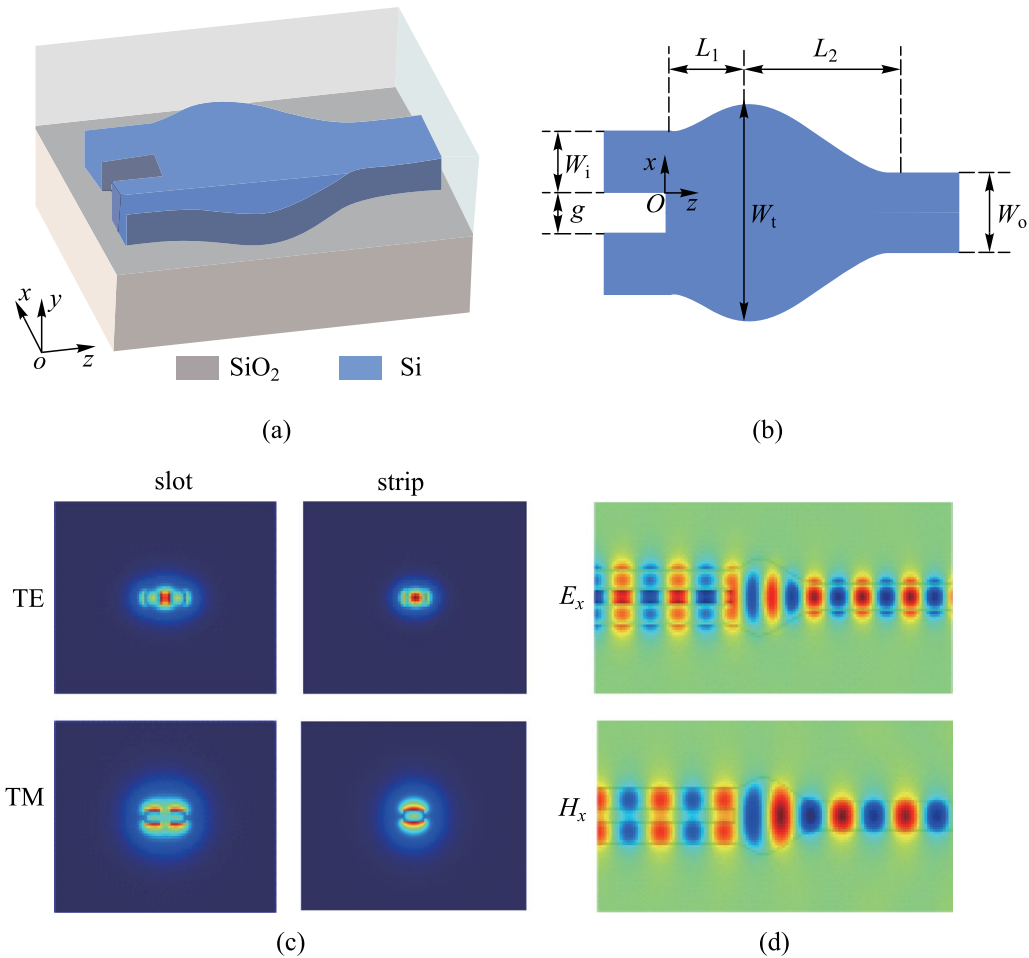 x
y
o
z
SiO₂
Si
(a)
L₁
L₂
Wᵢ
x
O
z
g
Wₜ
Wₒ
(b)
slot
strip
TE
TM
(c)
Eₓ
Hₓ
(d)